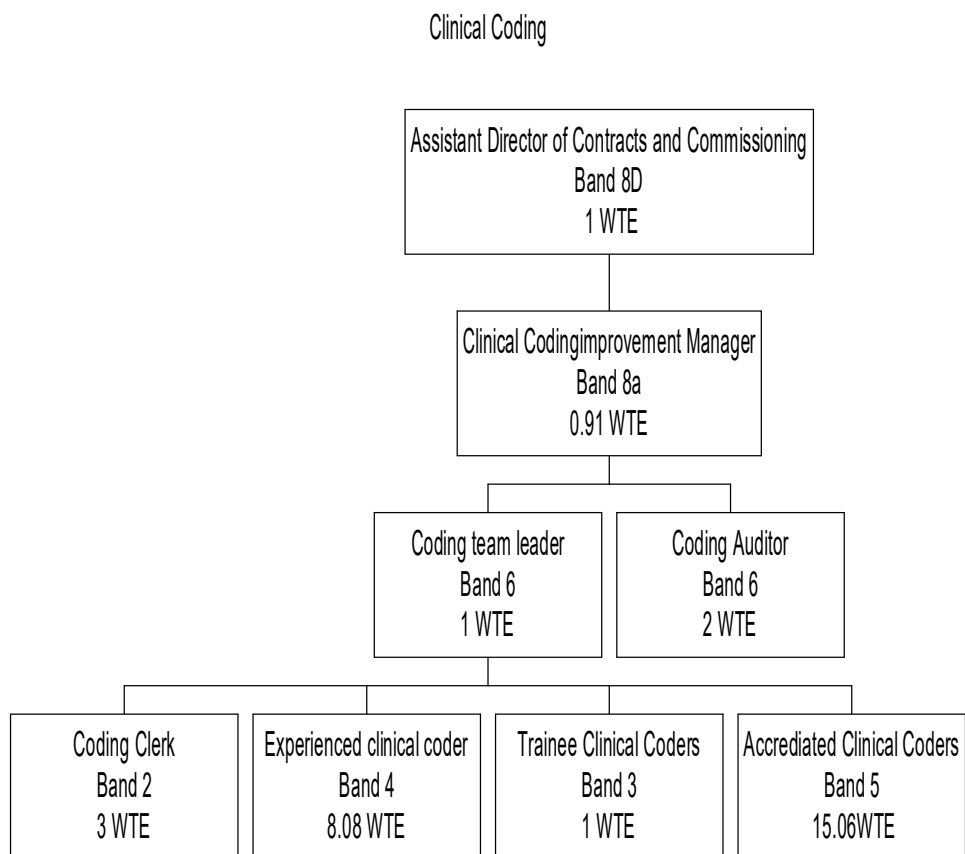 Clinical Coding
Assistant Director of Contracts and Commissioning
Band 8D
1 WTE
Clinical Codingimprovement Manager
Band 8a
0.91 WTE
Coding team leader
Band 6
1 WTE
Coding Auditor
Band 6
2 WTE
Coding Clerk
Band 2
3 WTE
Experienced clinical coder
Band 4
8.08 WTE
Trainee Clinical Coders
Band 3
1 WTE
Accrediated Clinical Coders
Band 5
15.06WTE